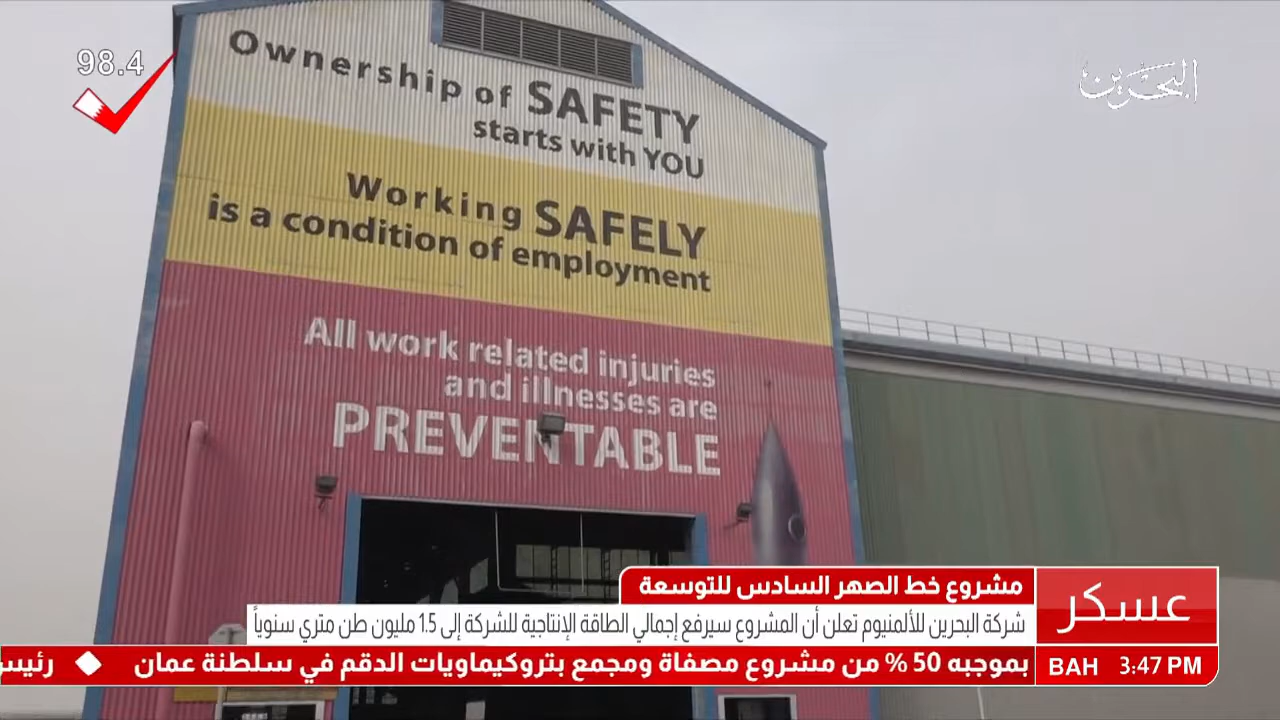 98.4
البحرين
Ownership of SAFETY
starts with YOU
Working SAFELY
is a condition of employment
All work related injuries
and illnesses are
PREVENTABLE
مشروع خط الصهر السادس للتوسعة
عسكر
شركة البحرين للألمنيوم تعلن أن المشروع سيرفع إجمالي الطاقة الإنتاجية للشركة إلى 1.5 مليون طن متري سنوياً
بموجبه 50 % من مشروع مصفاة ومجمع بتروكيماويات الدقم في سلطنة عمان ◆ رئيس
BAH 3:47 PM